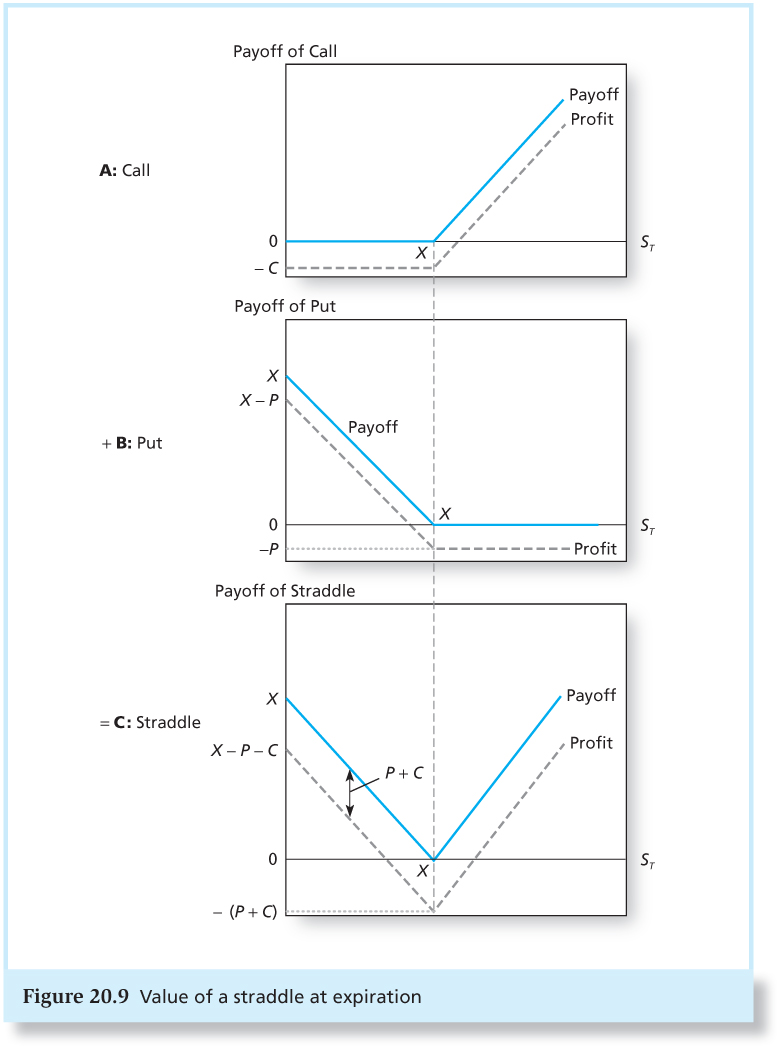 Payoff of Call
Payoff
Profit
A: Call
0
X
S_T
– C
Payoff of Put
X
X – P
Payoff
+ B: Put
X
0
S_T
–P
Profit
Payoff of Straddle
X
Payoff
= C: Straddle
Profit
X – P – C
P + C
0
X
S_T
– (P + C)
Figure 20.9 Value of a straddle at expiration